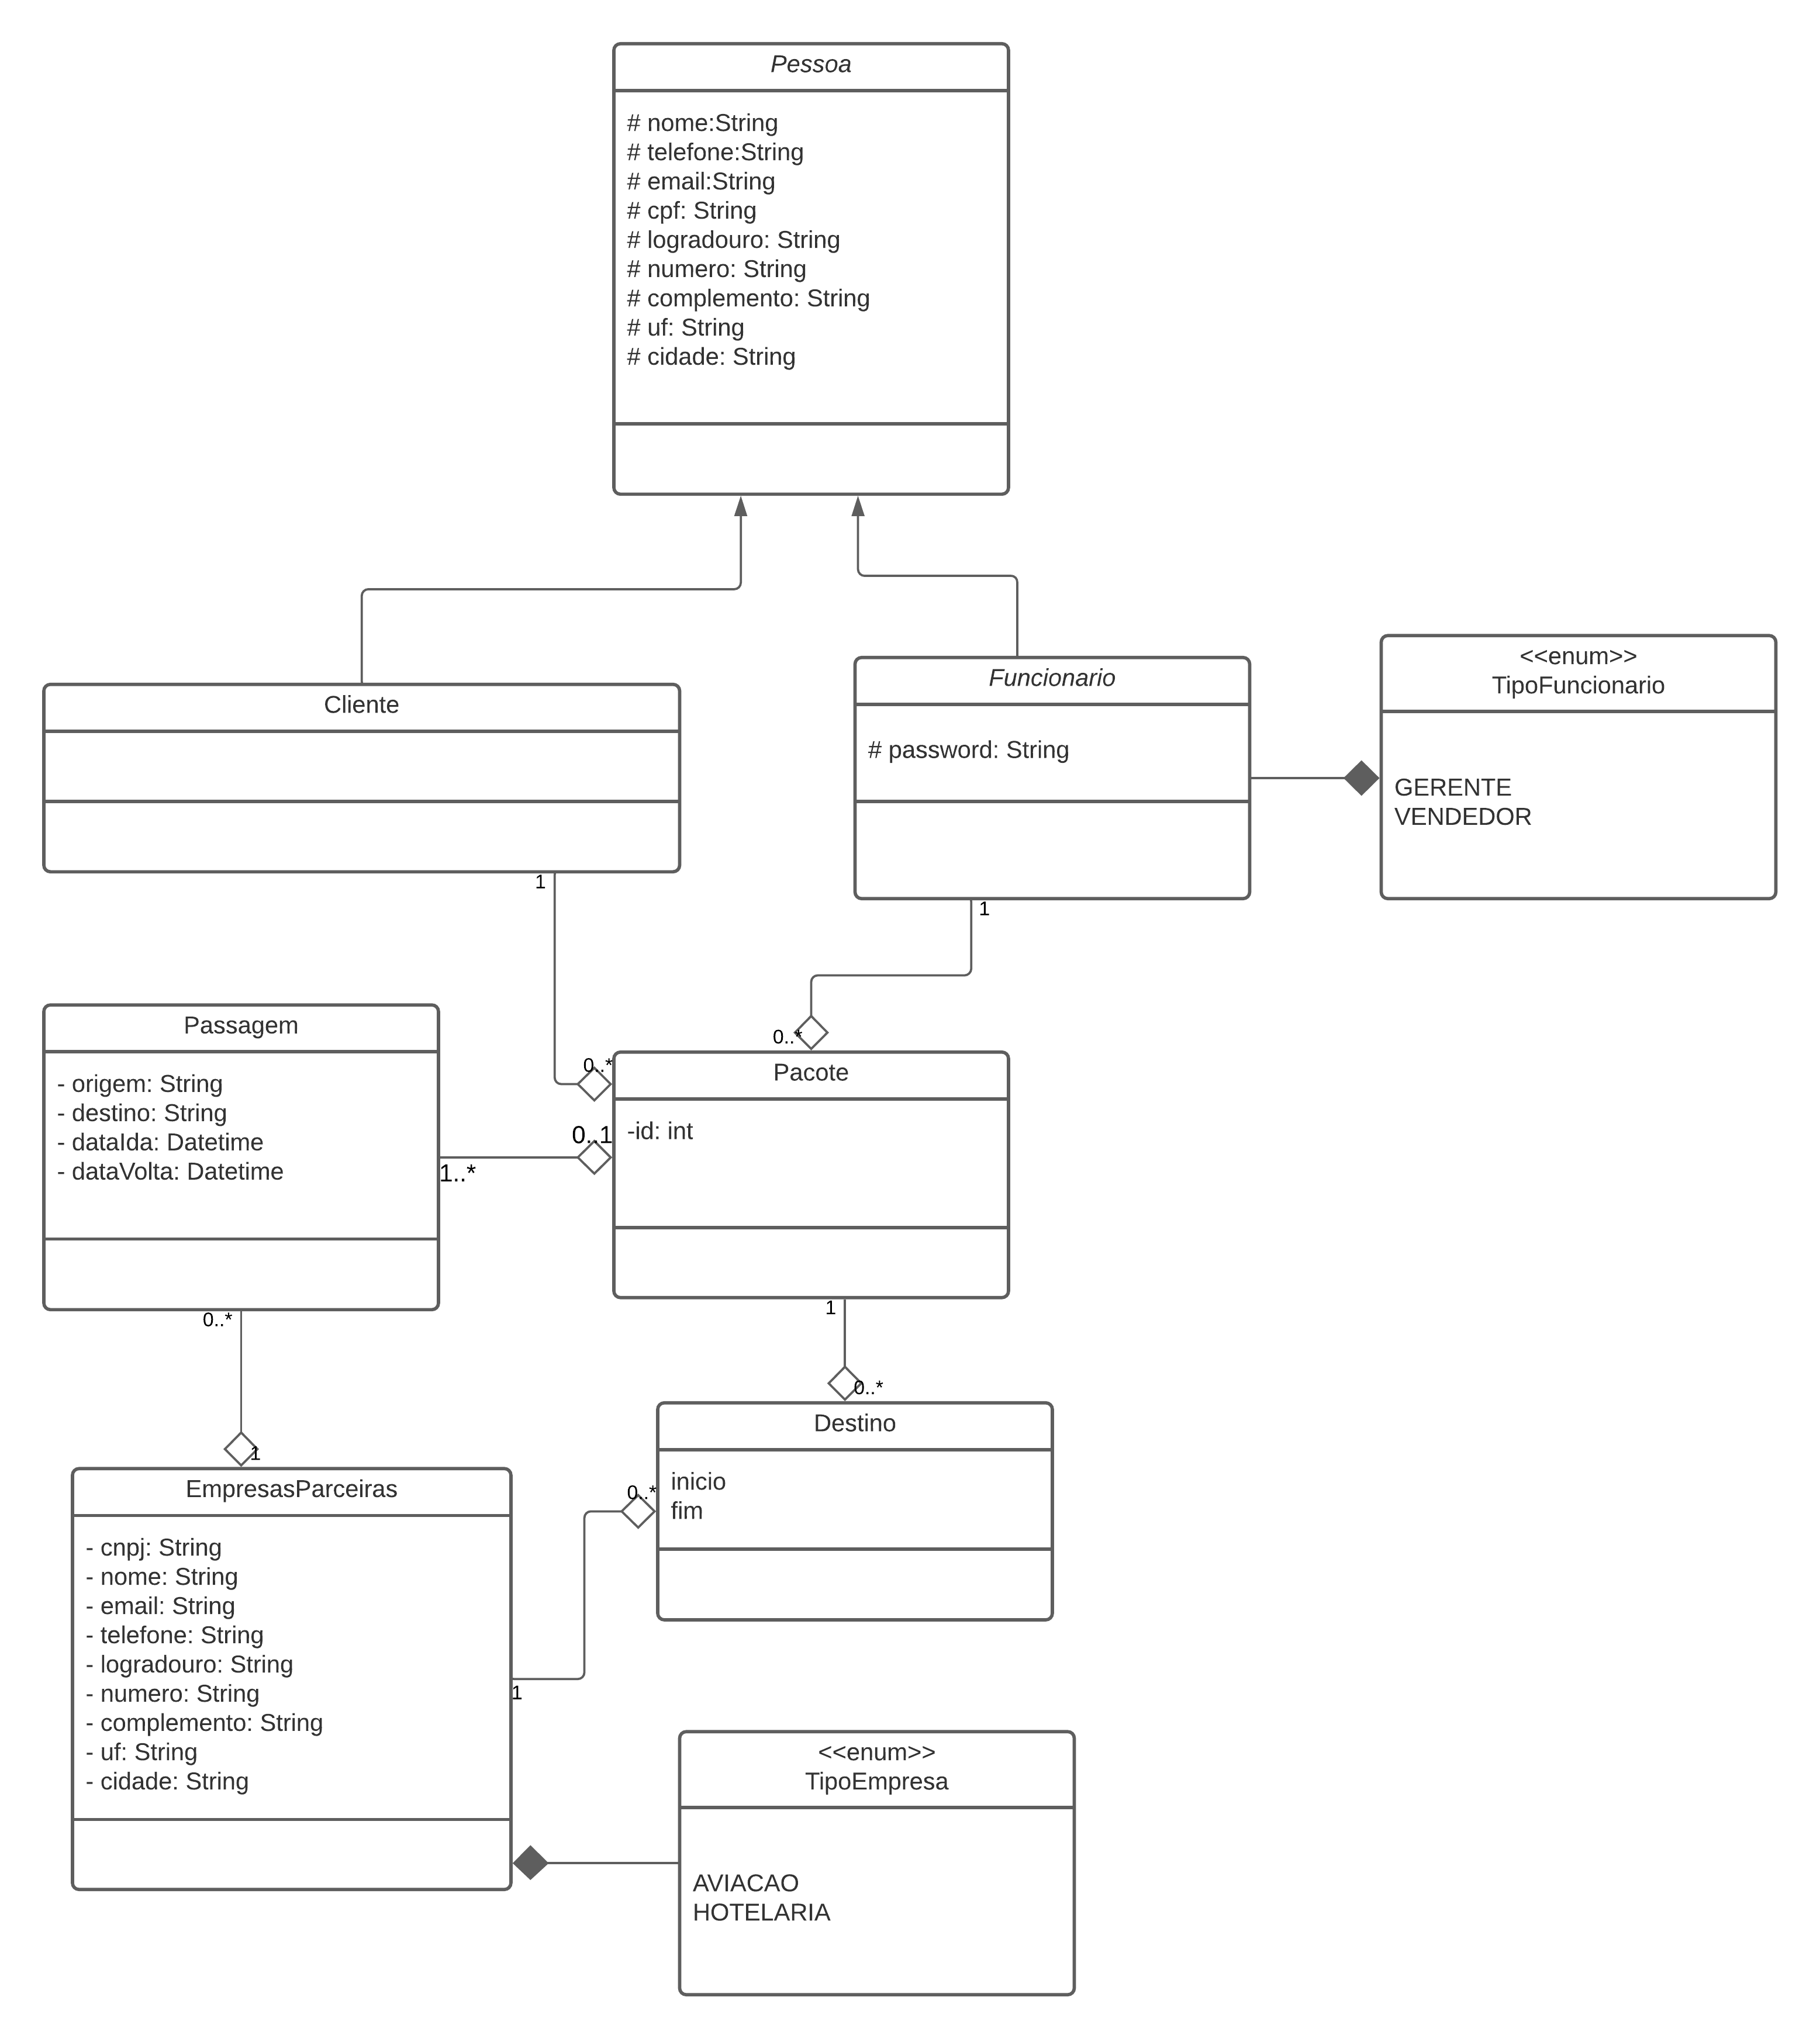 Pessoa
# nome:String
# telefone:String
# email:String
# cpf: String
# logradouro: String
# numero: String
# complemento: String
# uf: String
# cidade: String
Cliente
1
Funcionario
# password: String
1
<<enum>>
TipoFuncionario
GERENTE
VENDEDOR
Passagem
- origem: String
- destino: String
- dataIda: Datetime
- dataVolta: Datetime
1..*
0..*
0..*
0..*
0..1
Pacote
-id: int
1
0..*
Destino
inicio
fim
0..*
1
EmpresasParceiras
- cnpj: String
- nome: String
- email: String
- telefone: String
- logradouro: String
- numero: String
- complemento: String
- uf: String
- cidade: String
1
<<enum>>
TipoEmpresa
AVIACAO
HOTELARIA